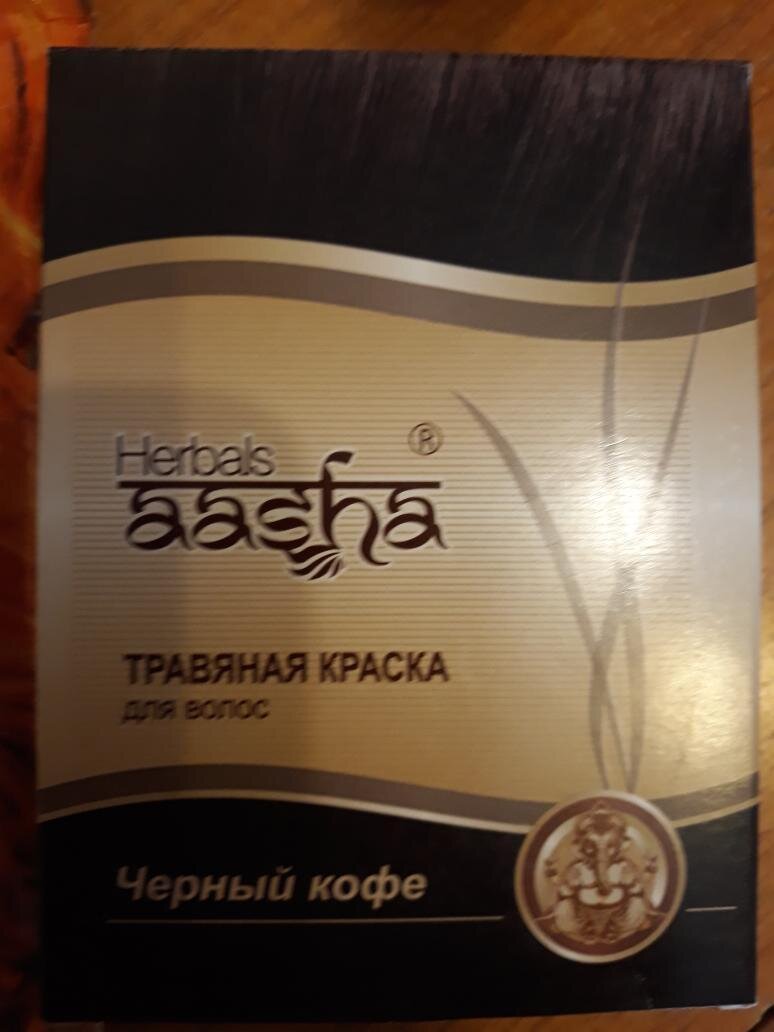 Herbals
aasha ®
ТРАВЯНАЯ КРАСКА
для волос
Черный кофе